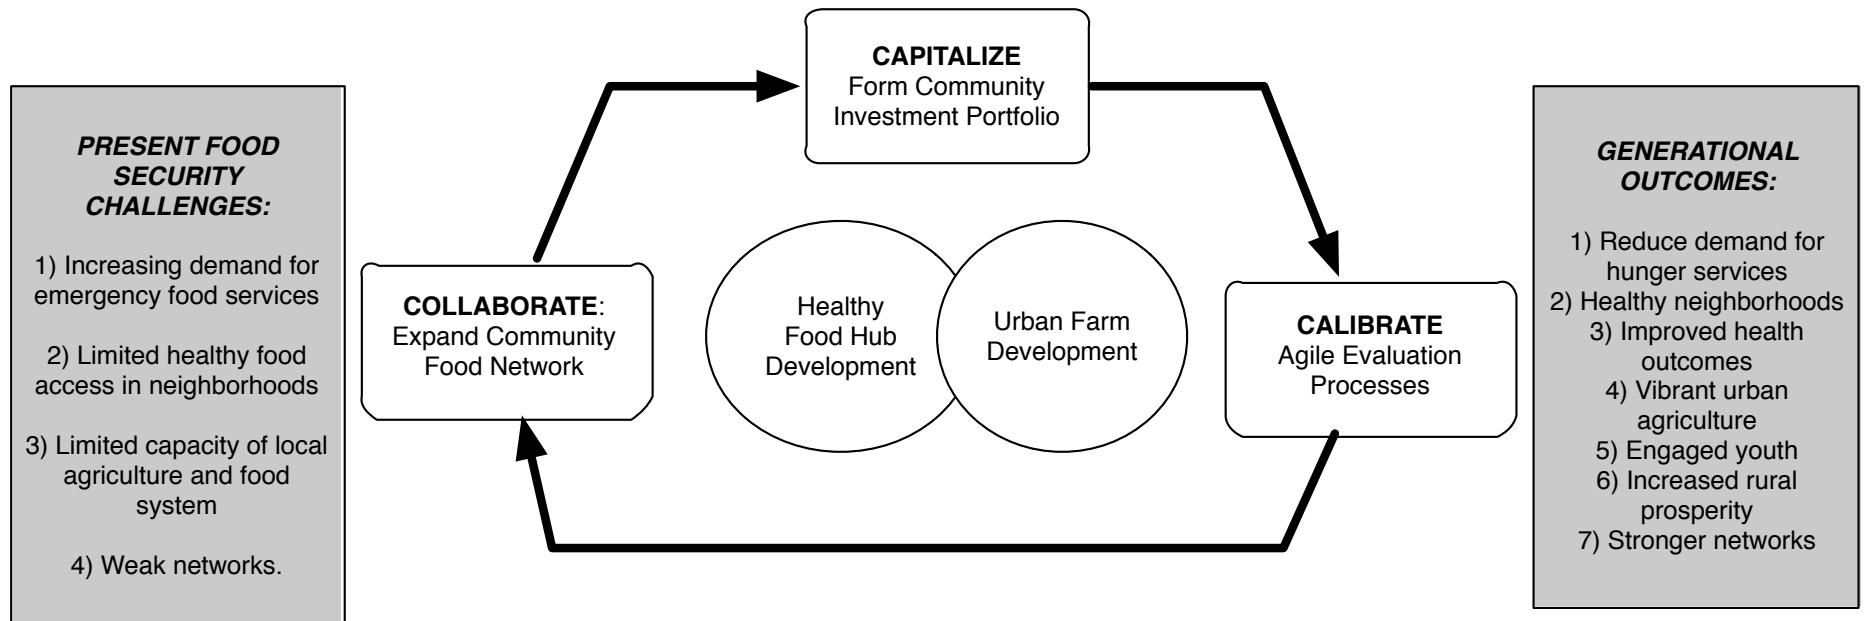 PRESENT FOOD
SECURITY
CHALLENGES:
1) Increasing demand for
emergency food services
2) Limited healthy food
access in neighborhoods
3) Limited capacity of local
agriculture and food
system
4) Weak networks.
COLLABORATE:
Expand Community
Food Network
CAPITALIZE
Form Community
Investment Portfolio
Healthy
Food Hub
Development
Urban Farm
Development
CALIBRATE
Agile Evaluation
Processes
GENERATIONAL
OUTCOMES:
1) Reduce demand for
hunger services
2) Healthy neighborhoods
3) Improved health
outcomes
4) Vibrant urban
agriculture
5) Engaged youth
6) Increased rural
prosperity
7) Stronger networks